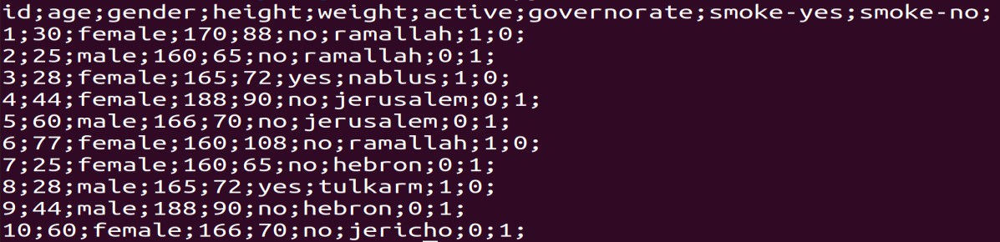 id;age;gender;height;weight;active;governorate;smoke-yes;smoke-no;
1;30;female;170;88;no;ramallah;1;0;
2;25;male;160;65;no;ramallah;0;1;
3;28;female;165;72;yes;nablus;1;0;
4;44;female;188;90;no;jerusalem;0;1;
5;60;male;166;70;no;jerusalem;0;1;
6;77;female;160;108;no;ramallah;1;0;
7;25;female;160;65;no;hebron;0;1;
8;28;male;165;72;yes;tulkarm;1;0;
9;44;male;188;90;no;hebron;0;1;
10;60;female;166;70;no;jericho;0;1;